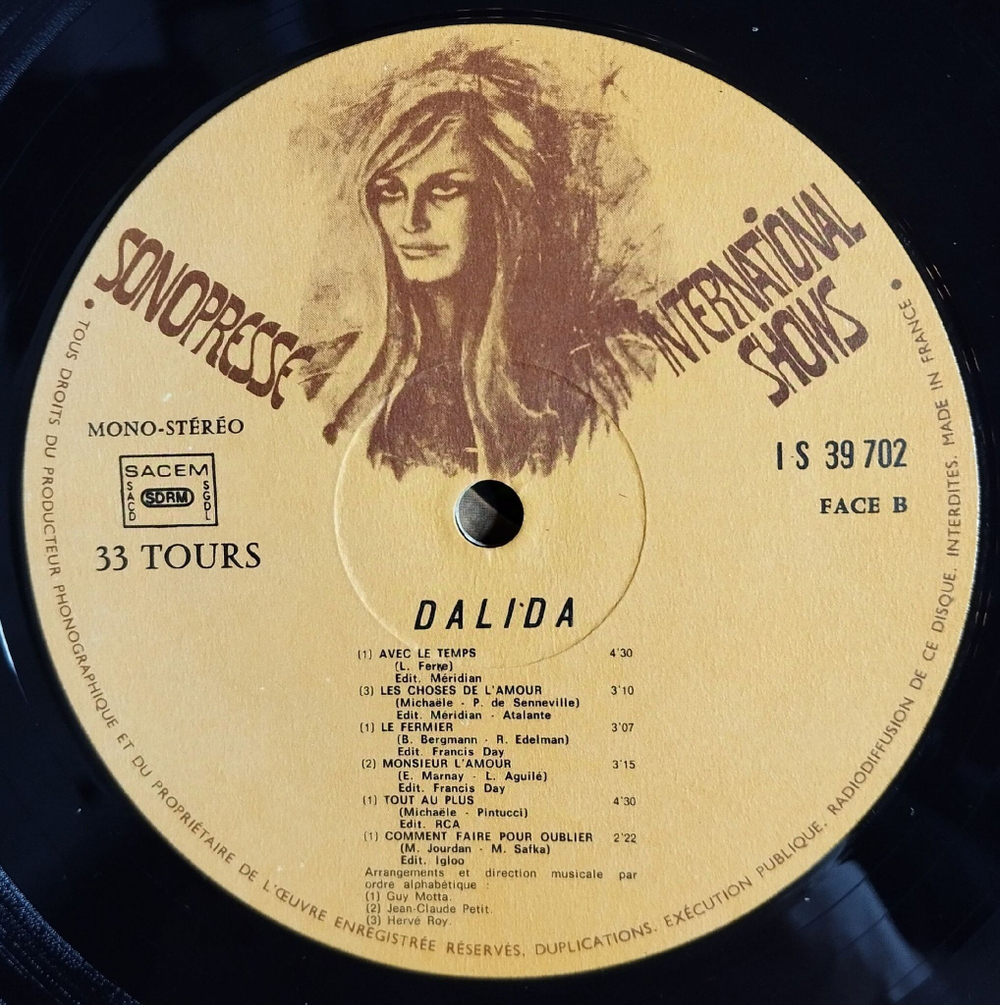 SONOPRESSE
INTERNATIONAL
SHOWS
MONO-STÉRÉO
SACEM
SACD
SDRM
SGDL
33 TOURS
I S 39 702
FACE B
DALIDA
(1) AVEC LE TEMPS 4'30
(L. Ferre)
Edit. Méridian
(3) LES CHOSES DE L'AMOUR 3'10
(Michaële - P. de Senneville)
Edit. Méridian - Atalante
(1) LE FERMIER 3'07
(B. Bergmann - R. Edelman)
Edit. Francis Day
(2) MONSIEUR L'AMOUR 3'15
(E. Marnay - L. Aguilé)
Edit. Francis Day
(1) TOUT AU PLUS 4'30
(Michaële - Pintucci)
Edit. RCA
(1) COMMENT FAIRE POUR OUBLIER 2'22
(M. Jourdan - M. Safka)
Edit. Igloo
Arrangements et direction musicale par
ordre alphabétique :
(1) Guy Motta.
(2) Jean-Claude Petit.
(3) Hervé Roy.
• TOUS DROITS DU PRODUCTEUR PHONOGRAPHIQUE ET DU PROPRIÉTAIRE DE L'ŒUVRE ENREGISTRÉE RÉSERVÉS, DUPLICATIONS. EXÉCUTION PUBLIQUE, RADIODIFFUSION DE CE DISQUE, INTERDITES. MADE IN FRANCE •